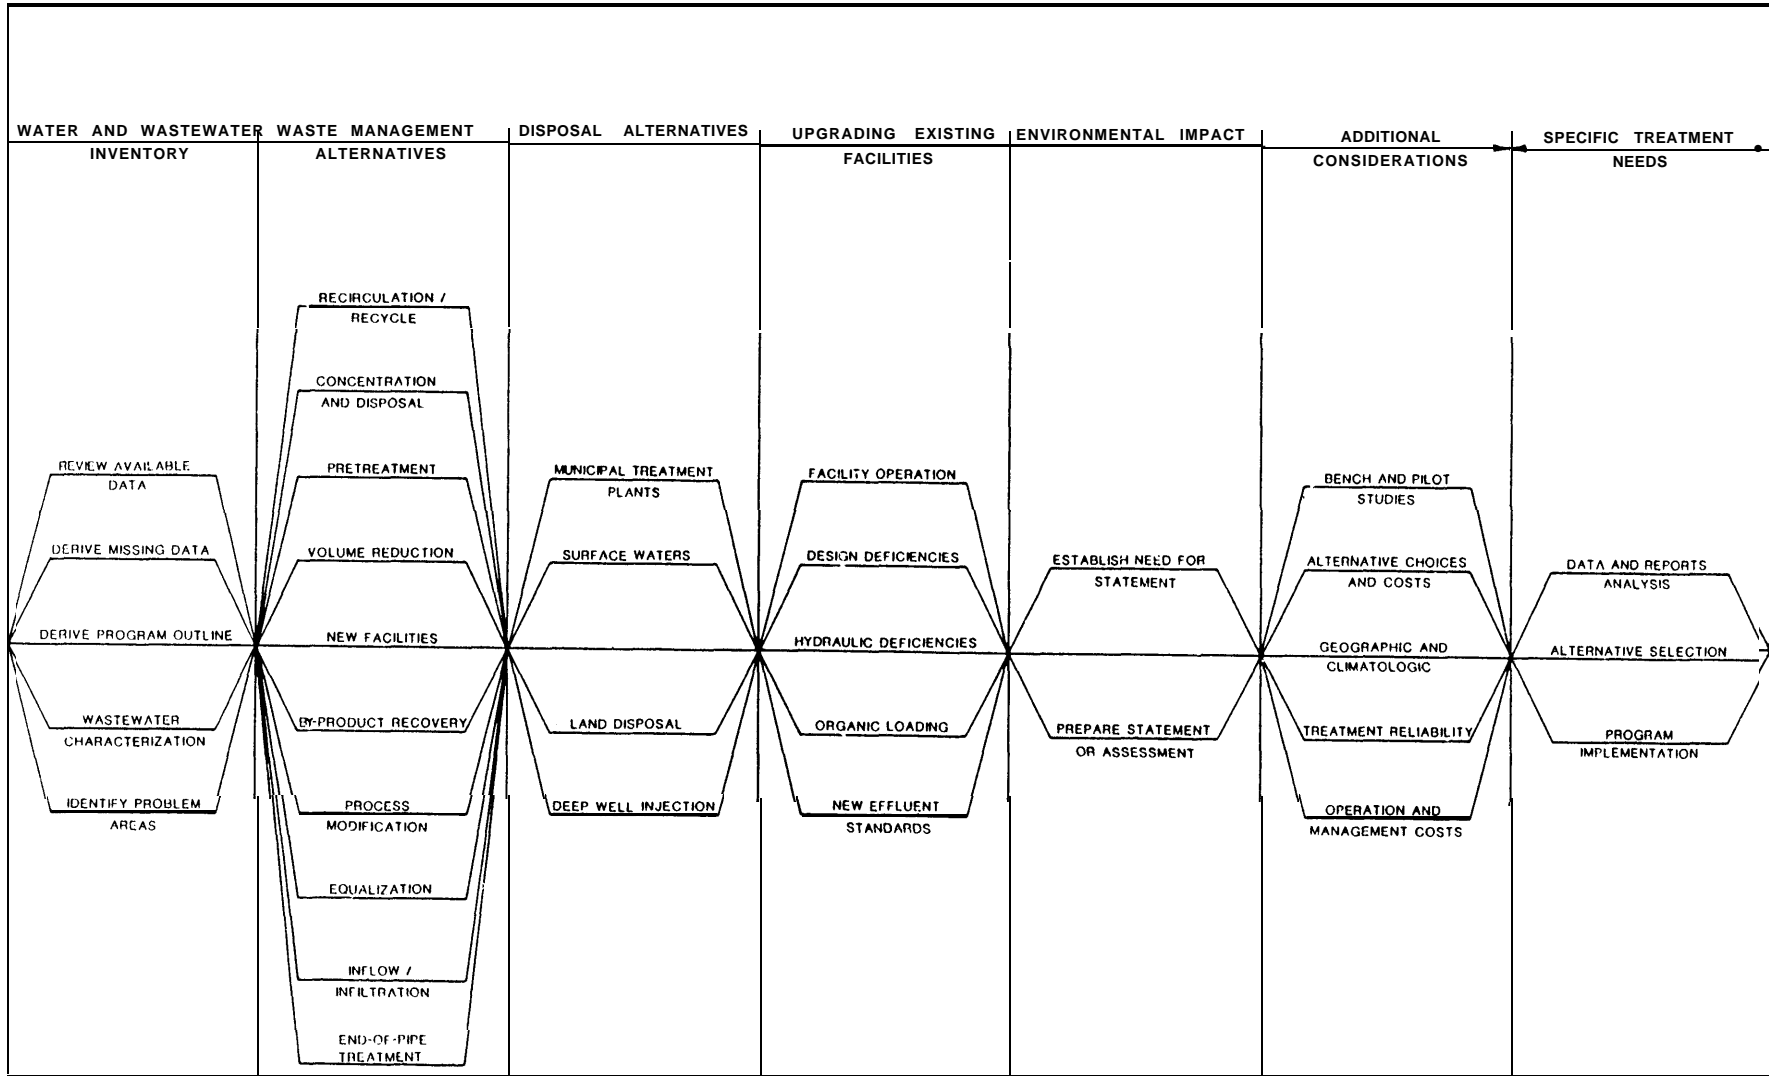 WATER AND WASTEWATER
INVENTORY
WASTE MANAGEMENT
ALTERNATIVES
DISPOSAL ALTERNATIVES
UPGRADING EXISTING
FACILITIES
ENVIRONMENTAL IMPACT
ADDITIONAL
CONSIDERATIONS
SPECIFIC TREATMENT
NEEDS
REVIEW AVAILABLE
DATA
DERIVE MISSING DATA
DERIVE PROGRAM OUTLINE
WASTEWATER
CHARACTERIZATION
IDENTIFY PROBLEM
AREAS
RECIRCULATION /
RECYCLE
CONCENTRATION
AND DISPOSAL
PRETREATMENT
VOLUME REDUCTION
NEW FACILITIES
BY-PRODUCT RECOVERY
PROCESS
MODIFICATION
EQUALIZATION
INFLOW /
INFILTRATION
END-OF-PIPE
TREATMENT
MUNICIPAL TREATMENT
PLANTS
SURFACE WATERS
LAND DISPOSAL
DEEP WELL INJECTION
FACILITY OPERATION
DESIGN DEFICIENCIES
HYDRAULIC DEFICIENCIES
ORGANIC LOADING
NEW EFFLUENT
STANDARDS
ESTABLISH NEED FOR
STATEMENT
PREPARE STATEMENT
OR ASSESSMENT
BENCH AND PILOT
STUDIES
ALTERNATIVE CHOICES
AND COSTS
GEOGRAPHIC AND
CLIMATOLOGIC
TREATMENT RELIABILITY
OPERATION AND
MANAGEMENT COSTS
DATA AND REPORTS
ANALYSIS
ALTERNATIVE SELECTION
PROGRAM
IMPLEMENTATION